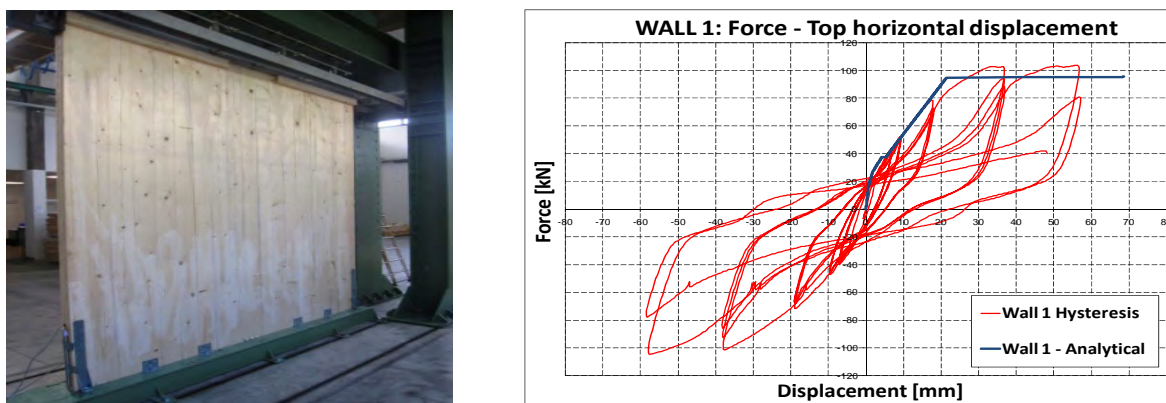 WALL 1: Force - Top horizontal displacement
120
100
80
60
40
20
0
-80 -70 -60 -50 -40 -30 -20 -10 0 10 20 30 40 50 60 70 80
-20
-40
-60
-80
-100
-120
Force [kN]
Wall 1 Hysteresis
Wall 1 - Analytical
Displacement [mm]